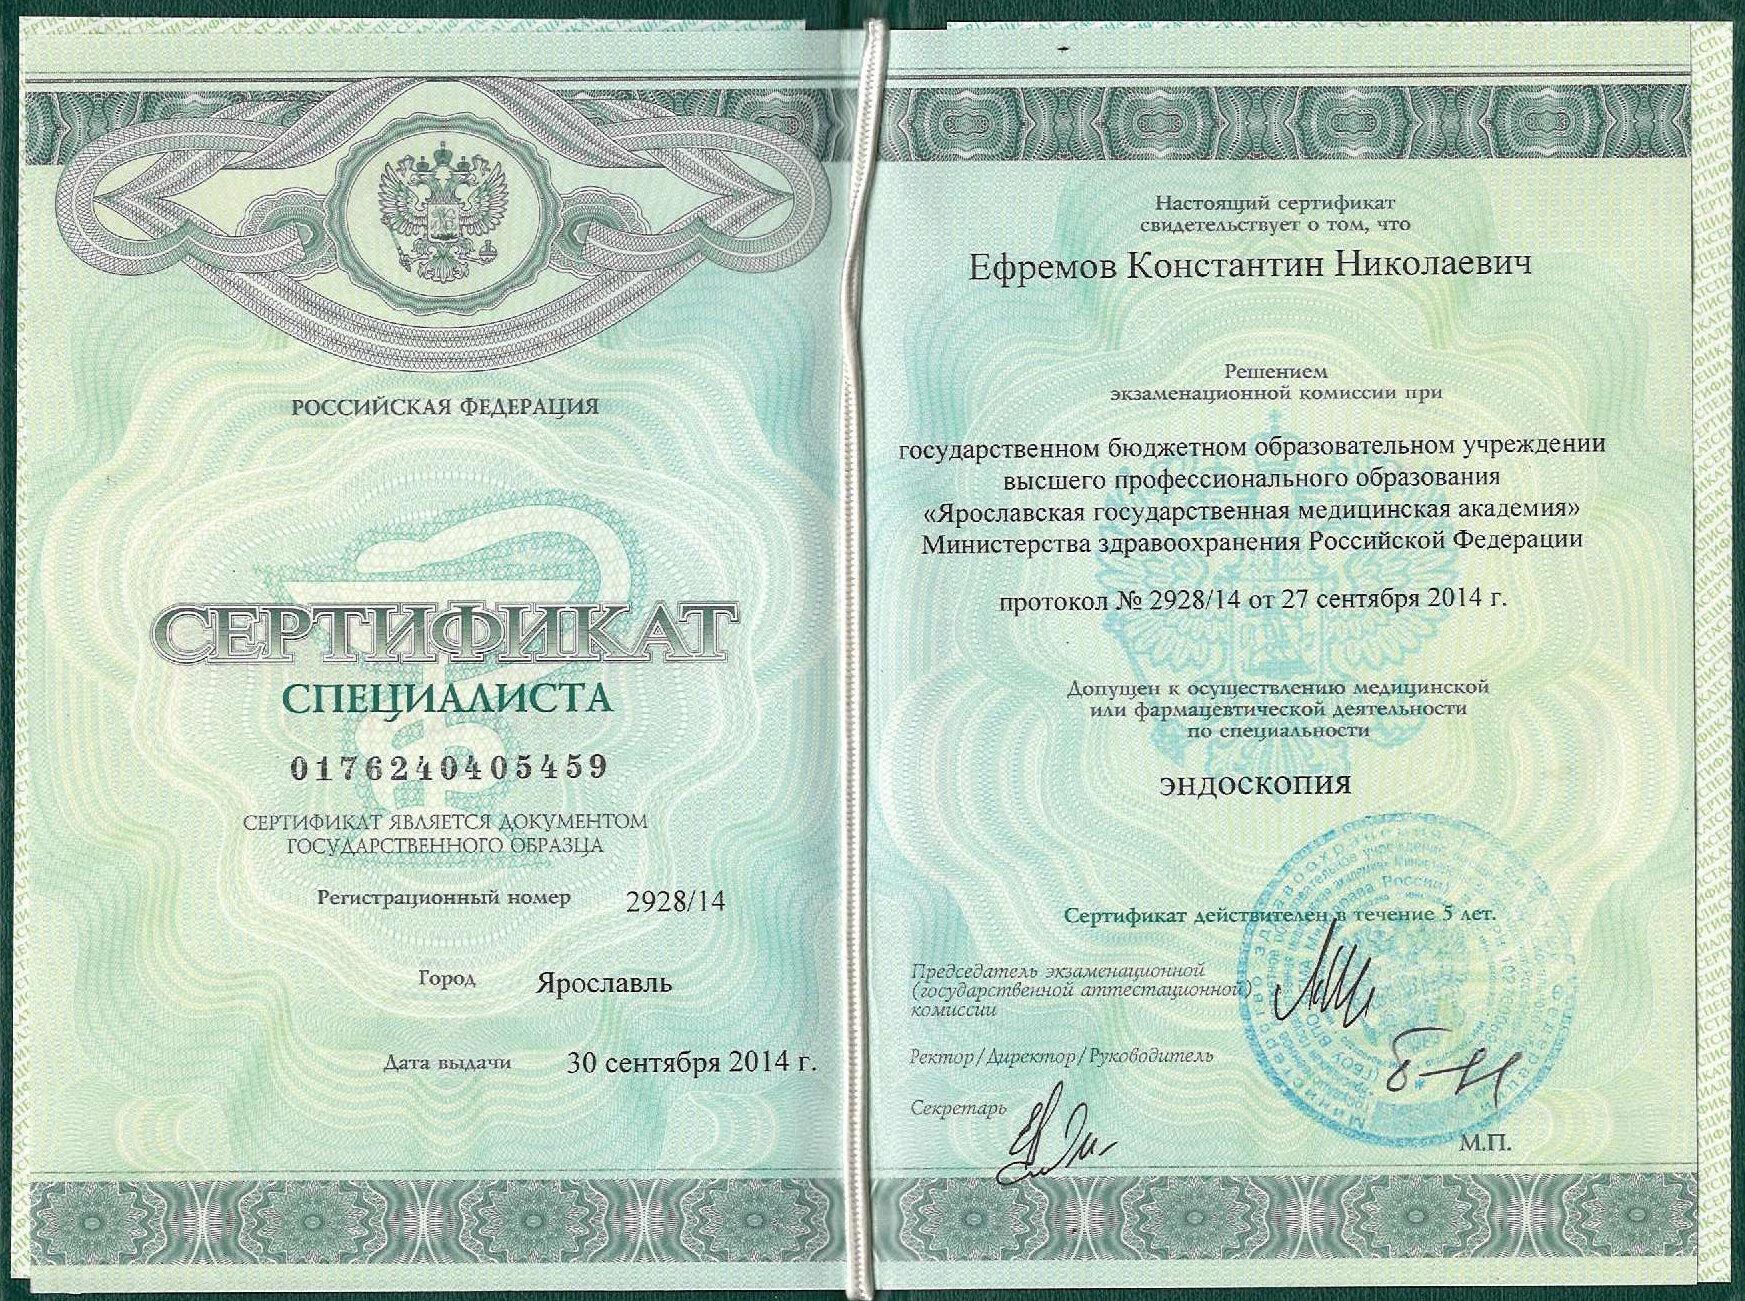 РОССИЙСКАЯ ФЕДЕРАЦИЯ
СЕРТИФИКАТ
СПЕЦИАЛИСТА
0176240405459
СЕРТИФИКАТ ЯВЛЯЕТСЯ ДОКУМЕНТОМ
ГОСУДАРСТВЕННОГО ОБРАЗЦА
Регистрационный номер 2928/14
Город Ярославль
Дата выдачи 30 сентября 2014 г.
Настоящий сертификат
свидетельствует о том, что
Ефремов Константин Николаевич
Решением
экзаменационной комиссии при
государственном бюджетном образовательном учреждении
высшего профессионального образования
«Ярославская государственная медицинская академия»
Министерства здравоохранения Российской Федерации
протокол № 2928/14 от 27 сентября 2014 г.
Допущен к осуществлению медицинской
или фармацевтической деятельности
по специальности
ЭНДОСКОПИЯ
Сертификат действителен в течение 5 лет.
Председатель экзаменационной
(государственной аттестационной)
комиссии
Ректор/Директор/Руководитель
Секретарь
М.П.